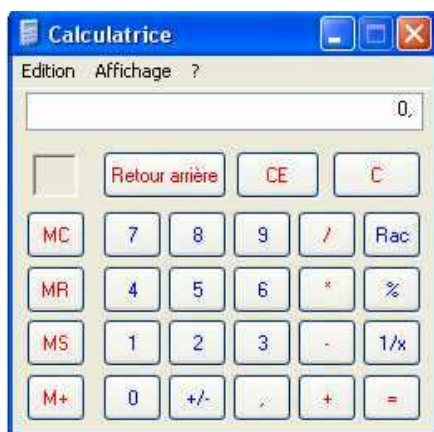 Calculatrice
Edition Affichage ?
0,
Retour arrière CE C
MC 7 8 9 / Rac
MR 4 5 6 * %
MS 1 2 3 - 1/x
M+ 0 +/- , + =